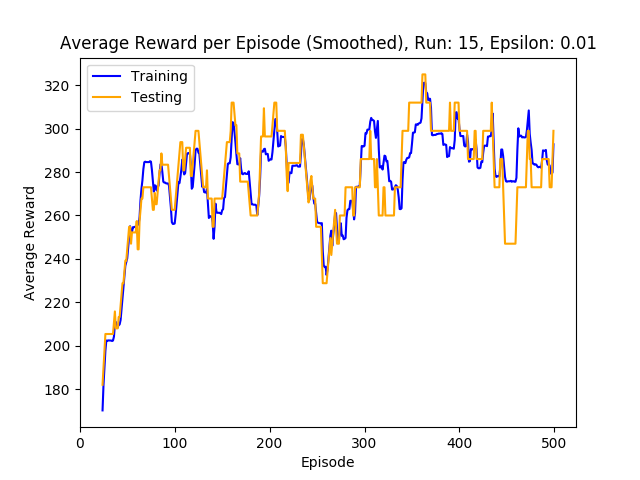 Average Reward per Episode (Smoothed), Run: 15, Epsilon: 0.01
Training
Testing
Average Reward
320
300
280
260
240
220
200
180
0 100 200 300 400 500
Episode